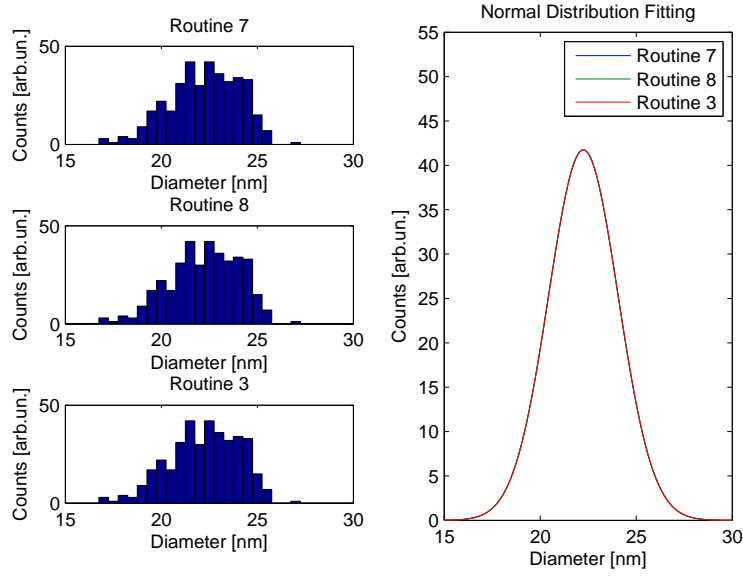 Routine 7
Counts [arb.un.]
50
0
15 20 25 30
Diameter [nm]
Routine 8
Counts [arb.un.]
50
0
15 20 25 30
Diameter [nm]
Routine 3
Counts [arb.un.]
50
0
15 20 25 30
Diameter [nm]
Normal Distribution Fitting
Routine 7
Routine 8
Routine 3
Counts [arb.un.]
55
50
45
40
35
30
25
20
15
10
5
0
15 20 25 30
Diameter [nm]